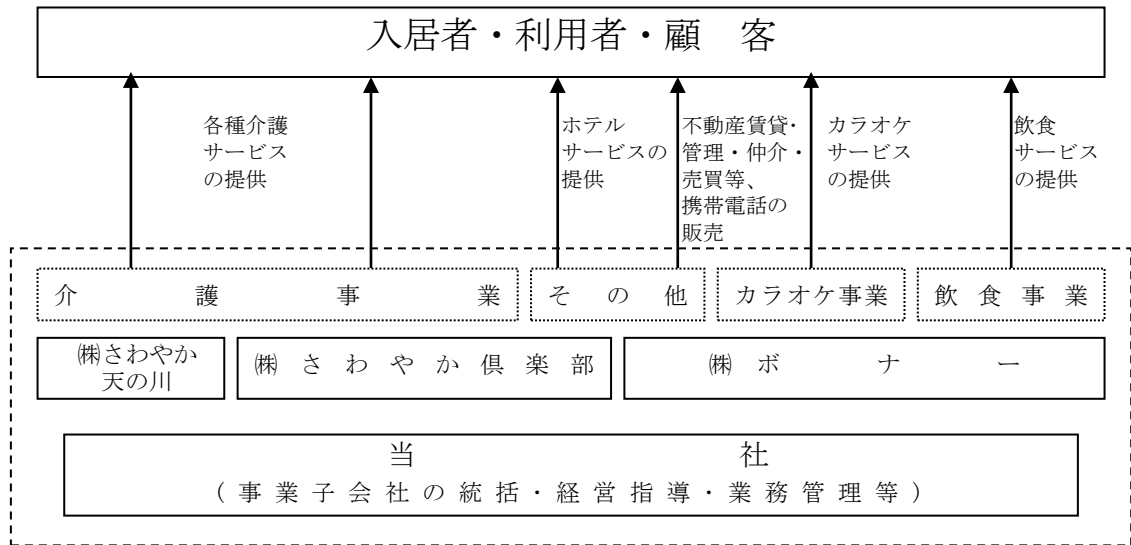 入居者・利用者・顧　客
各種介護
サービス
の提供
ホテル
サービスの
提供
不動産賃貸・
管理・仲介・
売買等、
携帯電話の
販売
カラオケ
サービス
の提供
飲食
サービス
の提供
介護事業
その他
カラオケ事業
飲食事業
㈱さわやか
天の川
㈱さわやか倶楽部
㈱ボナー
当社
(事業子会社の統括・経営指導・業務管理等)